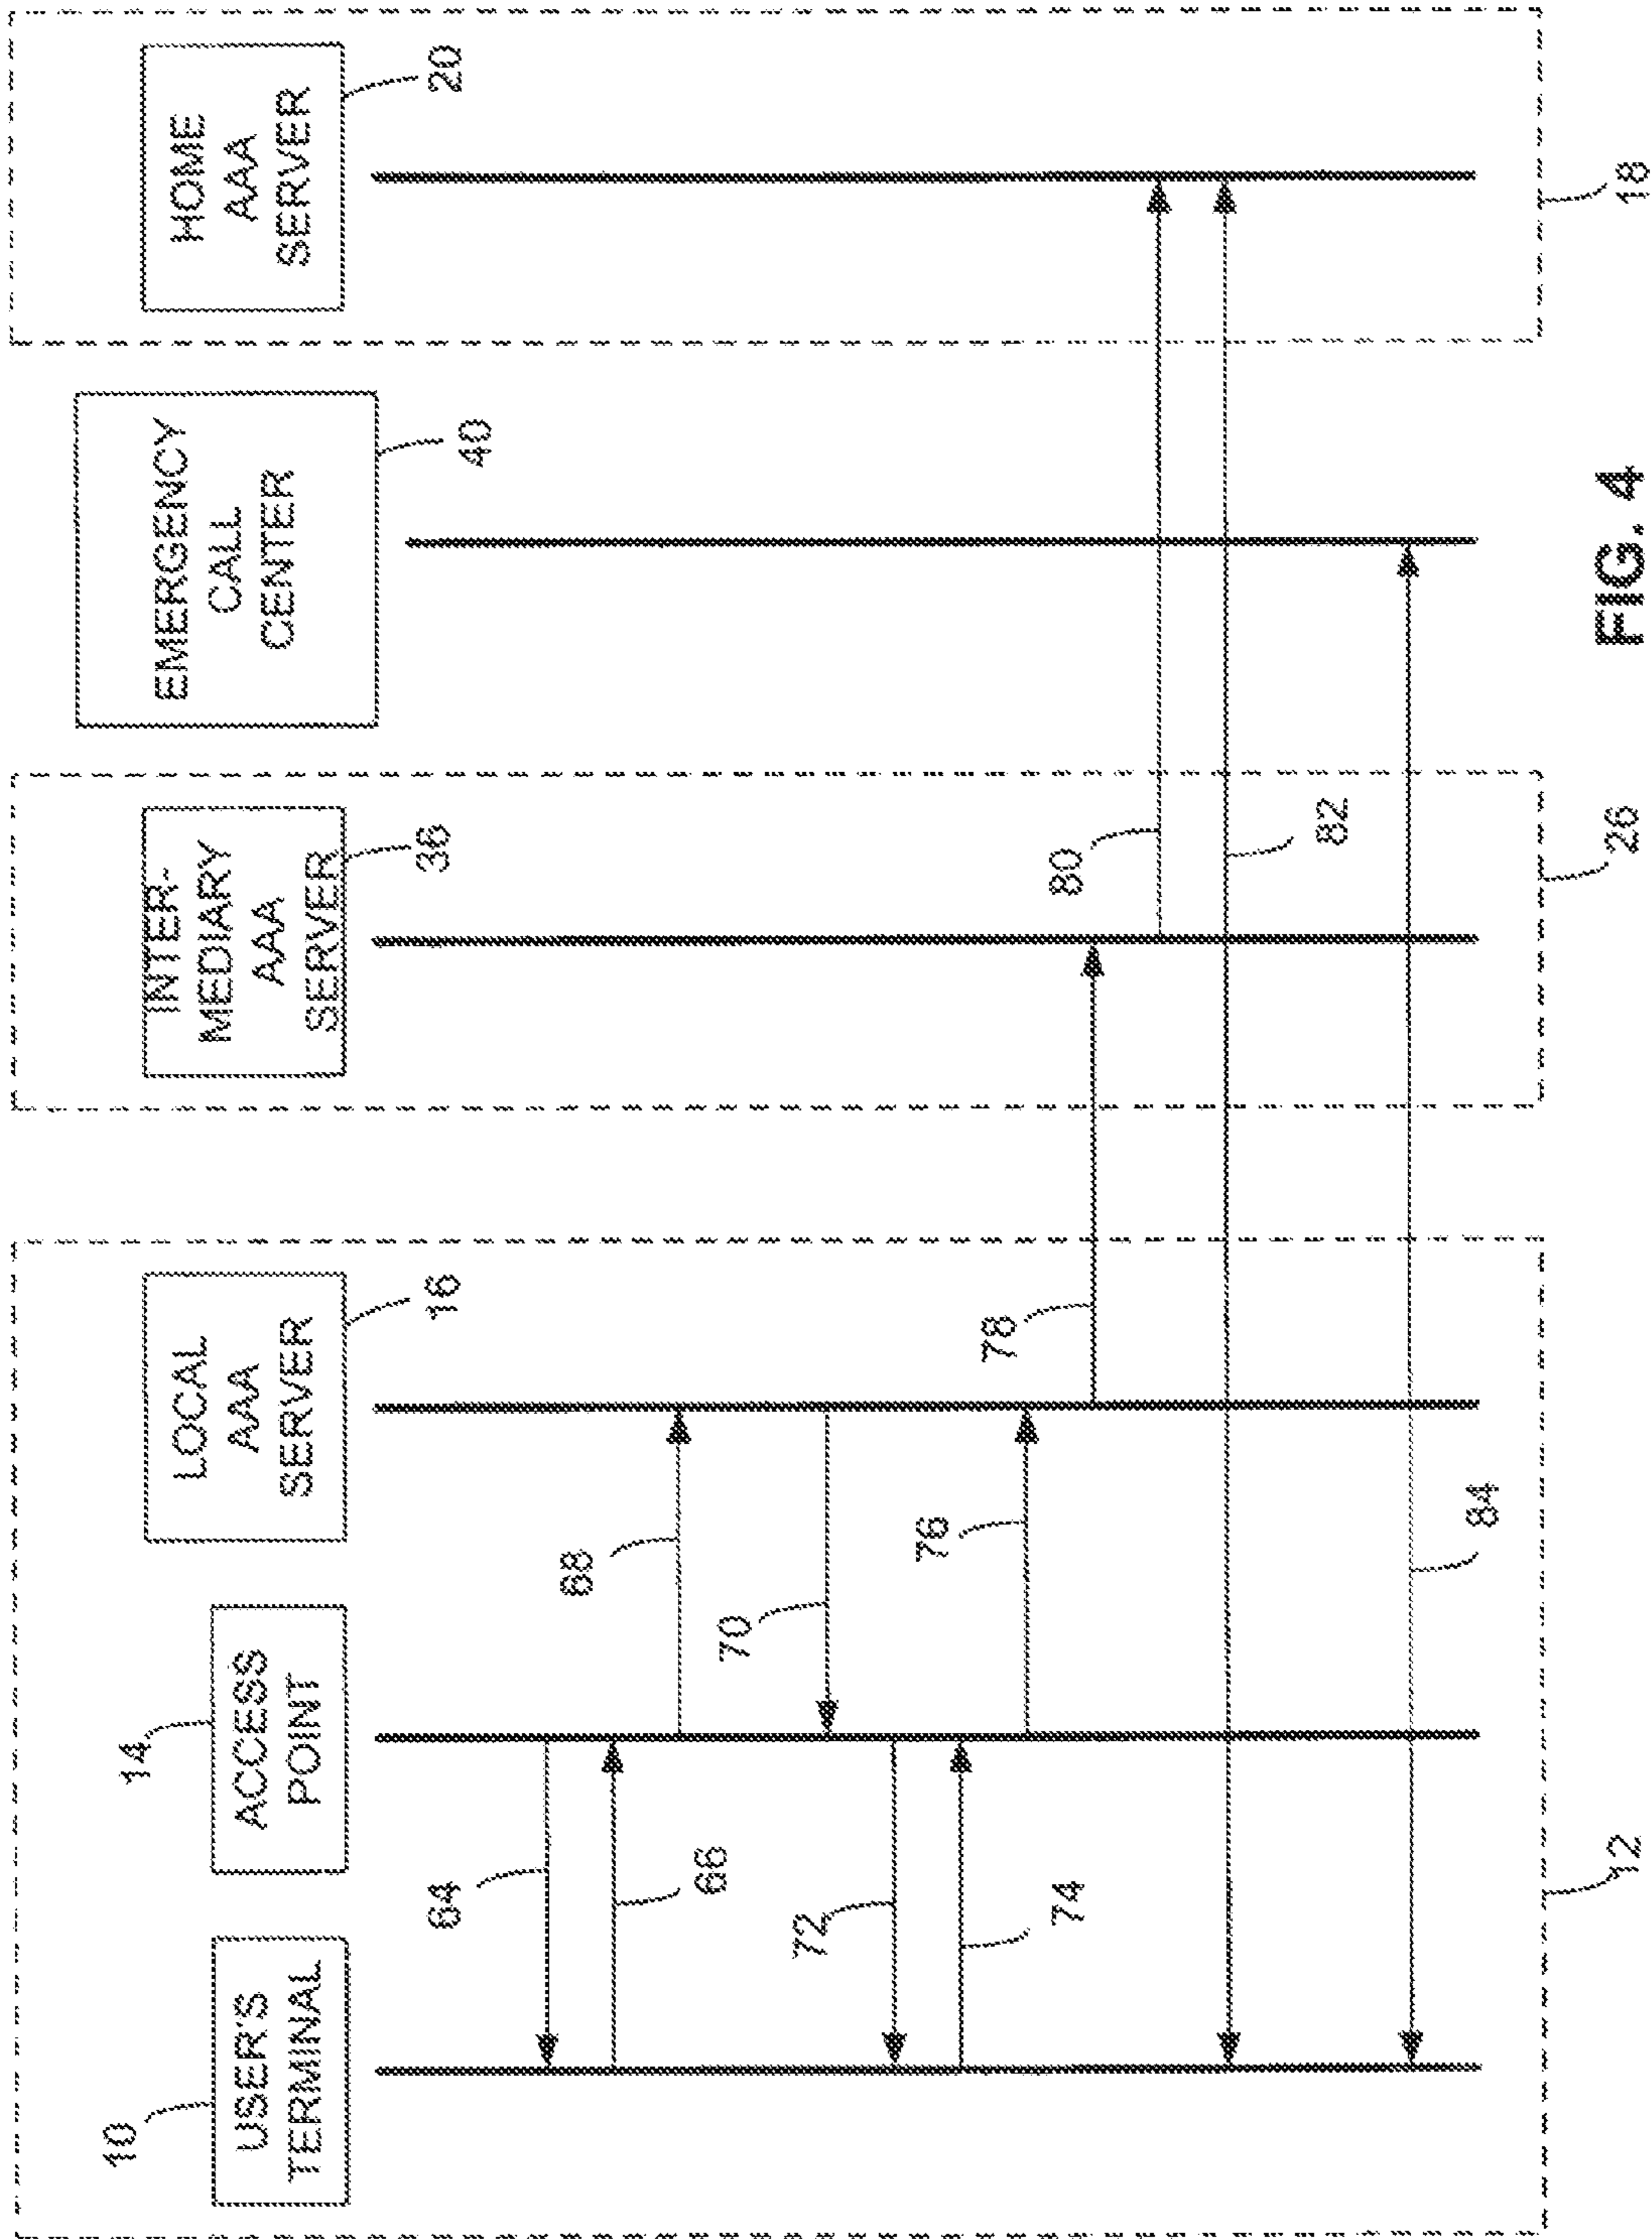 10
USER'S
TERMINAL
14
ACCESS
POINT
LOCAL
AAA
SERVER
16
INTER-
MEDIARY
AAA
SERVER
36
EMERGENCY
CALL
CENTER
40
HOME
AAA
SERVER
20
64
66
68
70
72
74
76
78
80
82
84
12
26
18
FIG. 4